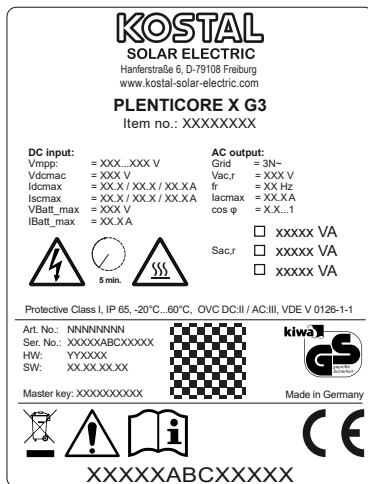 KOSTAL
SOLAR ELECTRIC
Hanferstraße 6, D-79108 Freiburg
www.kostal-solar-electric.com
PLENTICORE X G3
Item no.: XXXXXXXX
DC input:
Vmpp: = XXX...XXX V
Vdcmax = XXX V
Idcmax = XX.X / XX.X / XX.X A
Iscmax = XX.X / XX.X / XX.X A
VBatt_max = XXX V
IBatt_max = XX.X A
AC output:
Grid = 3N~
Vac,r = XXX V
fr = XX Hz
Iacmax = XX.X A
cos φ = X.X...1
xxxxx VA
Sac,r xxxxx VA
xxxxx VA
5 min.
Protective Class I, IP 65, -20°C...60°C, OVC DC:II / AC:III, VDE V 0126-1-1
Art. No.: NNNNNNNN
Ser. No.: XXXXXABCXXXXX
HW: YYXXXX
SW: XX.XX.XX.XX
Master key: XXXXXXXXXX
kiwa
GS
geprüfte
Sicherheit
Made in Germany
i
CE
XXXXXABCXXXXX